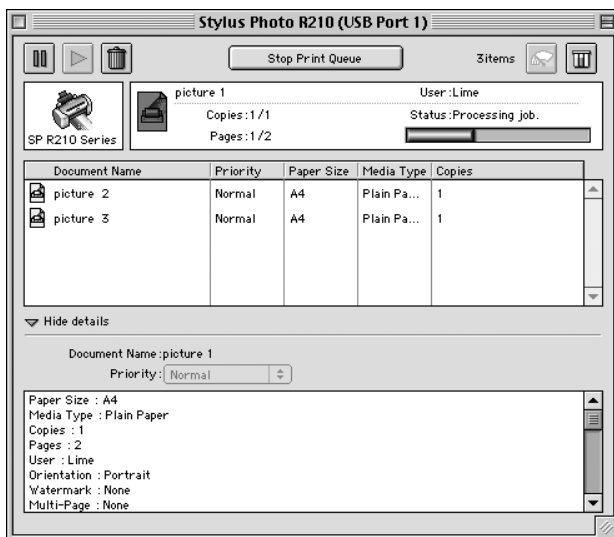 Stylus Photo R210 (USB Port 1)
Stop Print Queue
3items
SP R210 Series
picture 1
User :Lime
Copies :1/1
Status :Processing job.
Pages :1/2
Document Name Priority Paper Size Media Type Copies
picture 2 Normal A4 Plain Pa... 1
picture 3 Normal A4 Plain Pa... 1
Hide details
Document Name :picture 1
Priority : Normal
Paper Size : A4
Media Type : Plain Paper
Copies : 1
Pages : 2
User : Lime
Orientation : Portrait
Watermark : None
Multi-Page : None